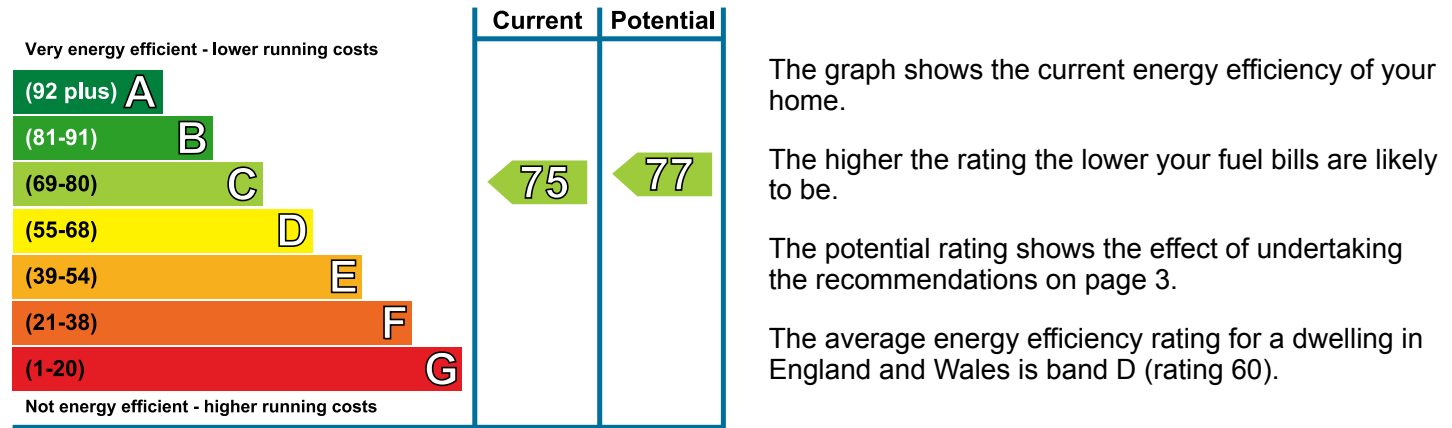 Current Potential
Very energy efficient - lower running costs
(92 plus) A
(81-91) B
(69-80) C
(55-68) D
(39-54) E
(21-38) F
(1-20) G
Not energy efficient - higher running costs
75 77
The graph shows the current energy efficiency of your
home.
The higher the rating the lower your fuel bills are likely
to be.
The potential rating shows the effect of undertaking
the recommendations on page 3.
The average energy efficiency rating for a dwelling in
England and Wales is band D (rating 60).